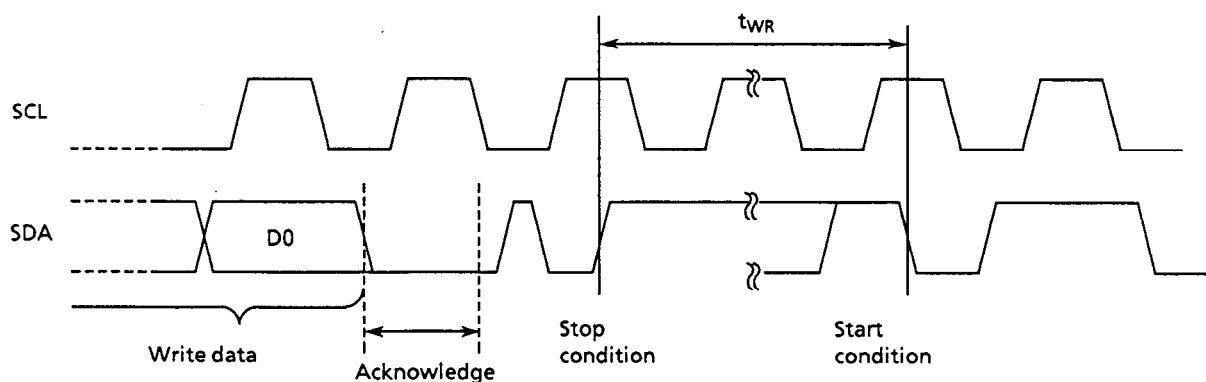 tWR
SCL
SDA
D0
Write data
Acknowledge
Stop
condition
Start
condition